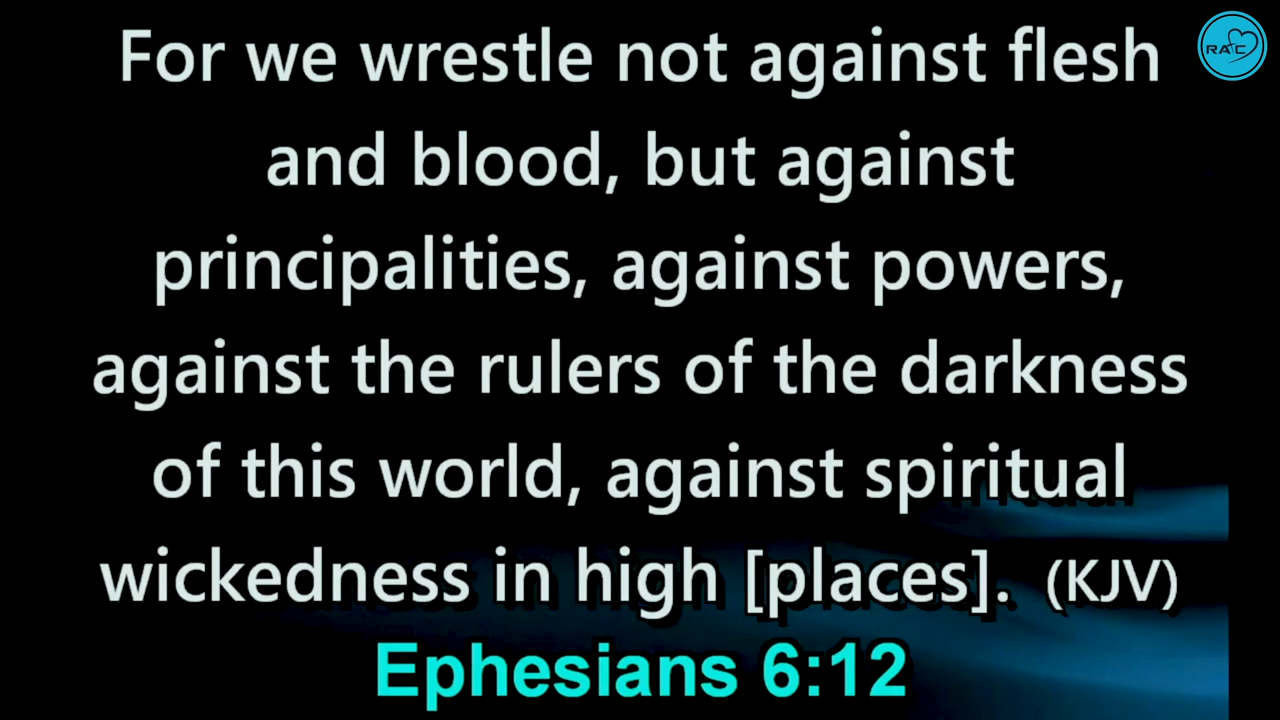 For we wrestle not against flesh
and blood, but against
principalities, against powers,
against the rulers of the darkness
of this world, against spiritual
wickedness in high [places]. (KJV)
Ephesians 6:12
RATC